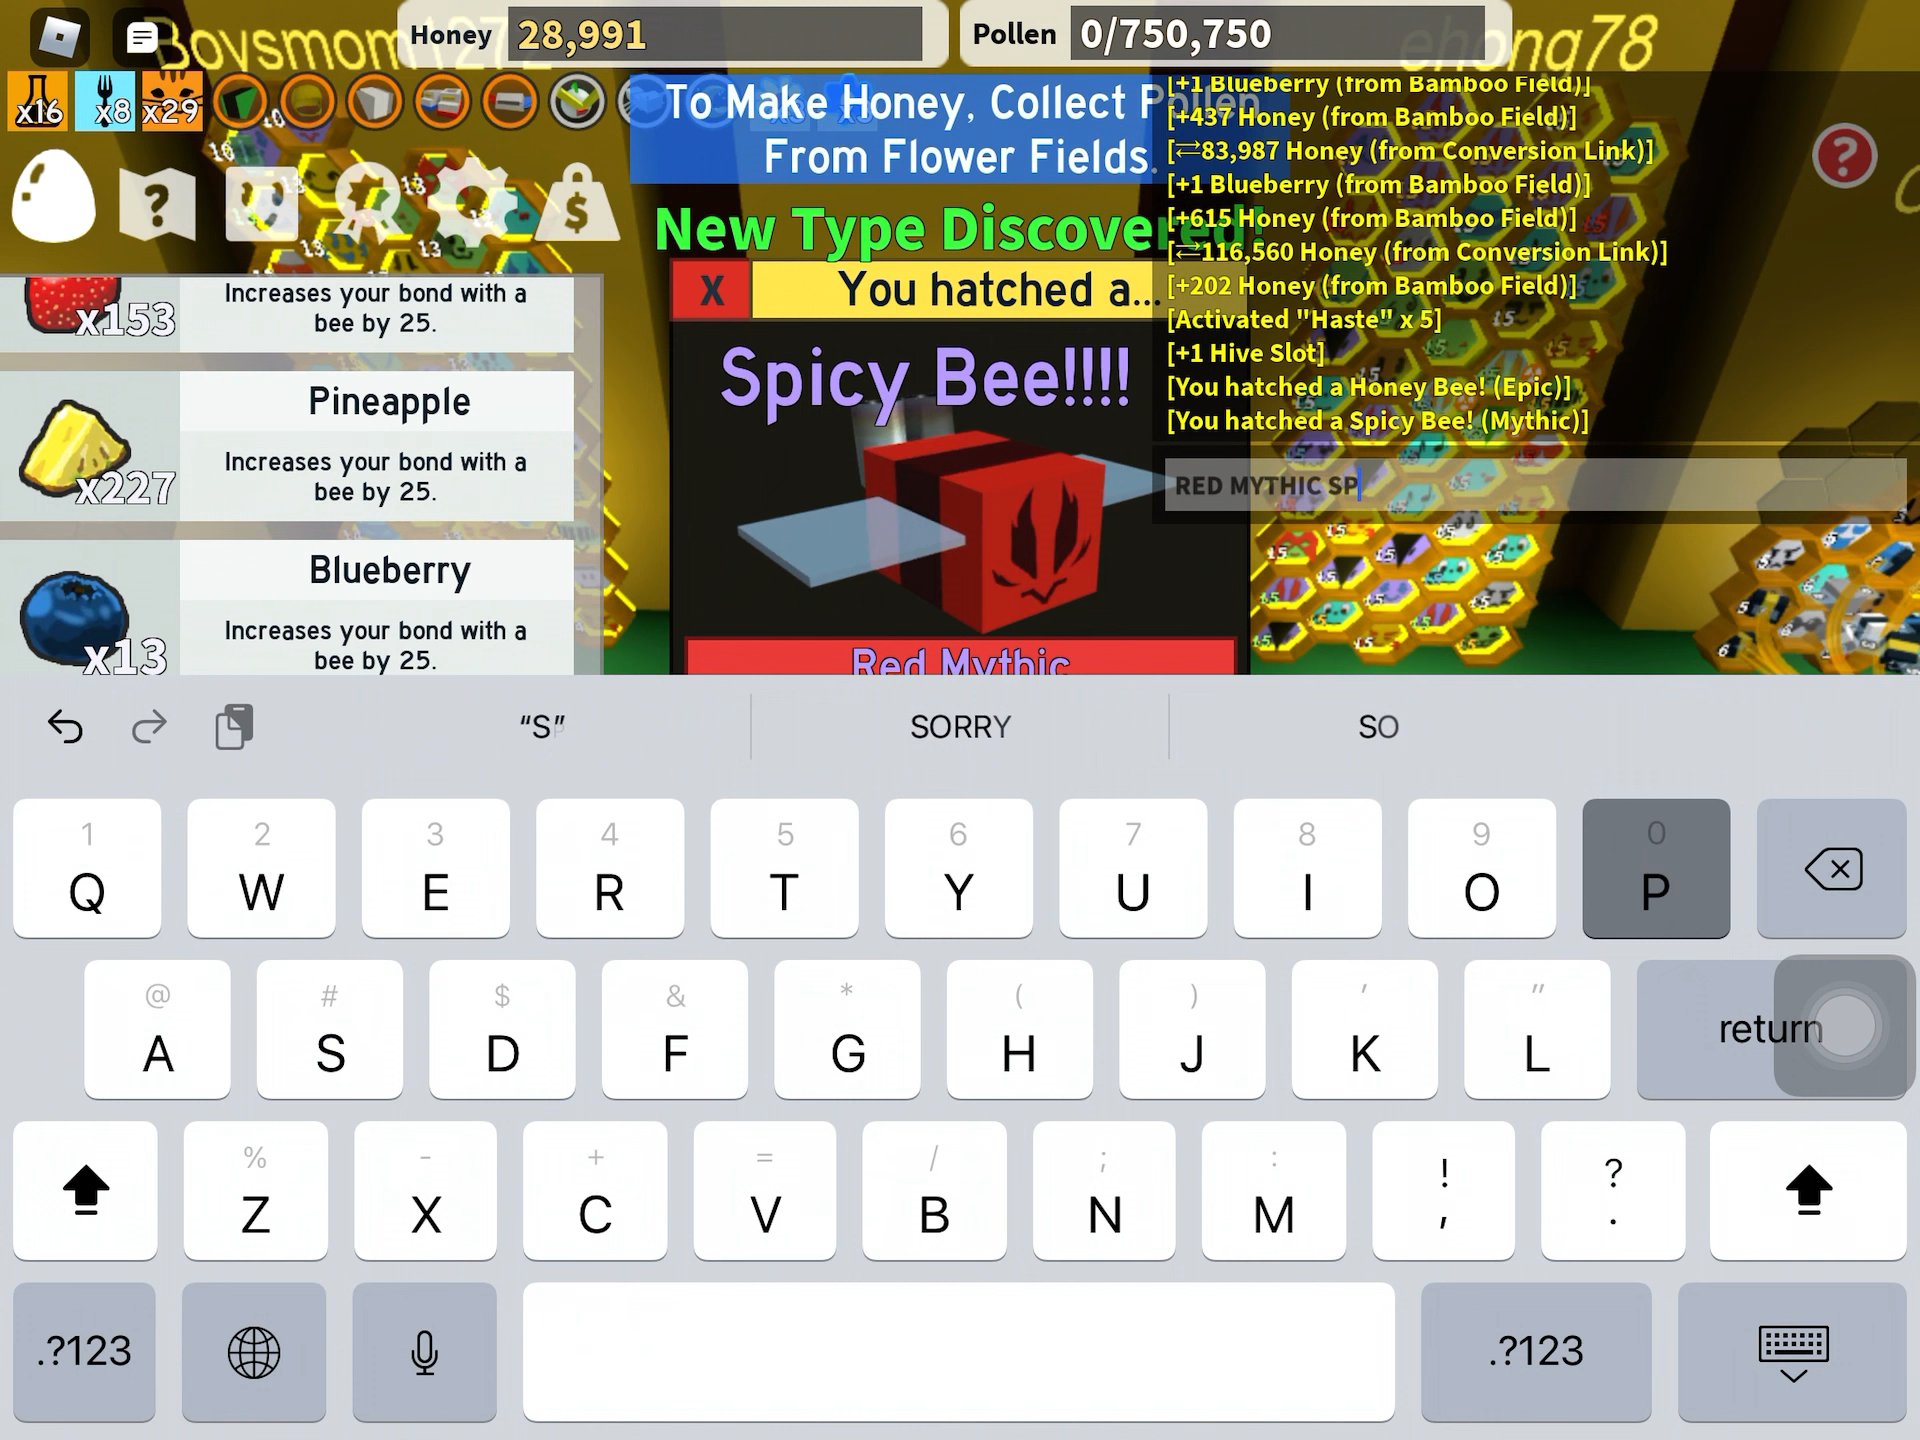 Boysmom1272
Honey 28,991
Pollen 0/750,750
ehong78
x16 x8 x29
To Make Honey, Collect Pollen
From Flower Fields.
New Type Discovered!
X You hatched a...
Spicy Bee!!!!
Red Mythic
[+1 Blueberry (from Bamboo Field)]
[+437 Honey (from Bamboo Field)]
[⇄83,987 Honey (from Conversion Link)]
[+1 Blueberry (from Bamboo Field)]
[+615 Honey (from Bamboo Field)]
[⇄116,560 Honey (from Conversion Link)]
[+202 Honey (from Bamboo Field)]
[Activated "Haste" x 5]
[+1 Hive Slot]
[You hatched a Honey Bee! (Epic)]
[You hatched a Spicy Bee! (Mythic)]
RED MYTHIC SP
?
?
$
x153
Increases your bond with a
bee by 25.
Pineapple
x227
Increases your bond with a
bee by 25.
Blueberry
x13
Increases your bond with a
bee by 25.
“SP” SORRY SO
1 2 3 4 5 6 7 8 9 0
Q W E R T Y U I O P
@ # $ & * ( ) ' "
A S D F G H J K L return
% - + = / ; : ! ?
Z X C V B N M , .
.?123 .?123